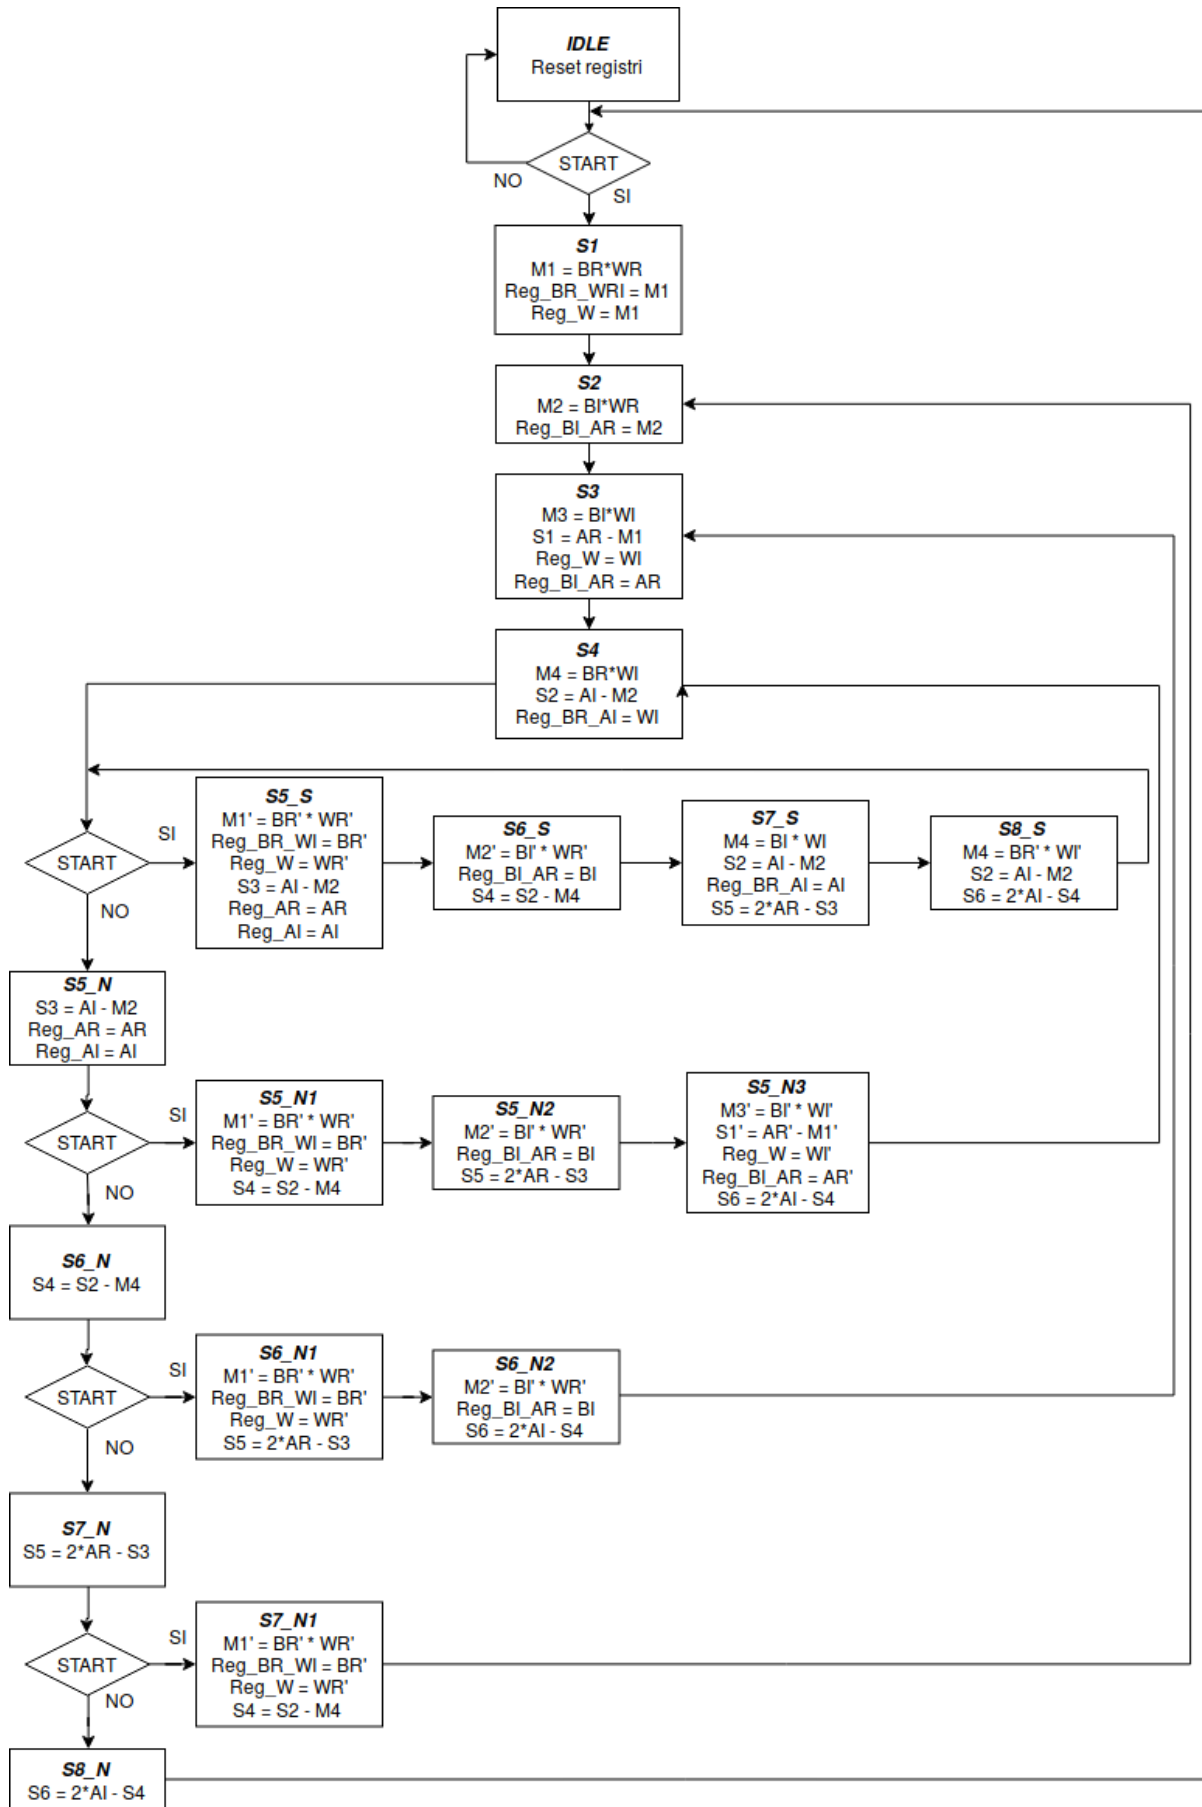 IDLE
Reset registri
START
NO
SI
S1
M1 = BR*WR
Reg_BR_WRI = M1
Reg_W = M1
S2
M2 = BI*WR
Reg_BI_AR = M2
S3
M3 = BI*WI
S1 = AR - M1
Reg_W = WI
Reg_BI_AR = AR
S4
M4 = BR*WI
S2 = AI - M2
Reg_BR_AI = WI
START
SI
NO
S5_S
M1' = BR' * WR'
Reg_BR_WI = BR'
Reg_W = WR'
S3 = AI - M2
Reg_AR = AR
Reg_AI = AI
S6_S
M2' = BI' * WR'
Reg_BI_AR = BI
S4 = S2 - M4
S7_S
M4 = BI * WI
S2 = AI - M2
Reg_BR_AI = AI
S5 = 2*AR - S3
S8_S
M4 = BR' * WI'
S2 = AI - M2
S6 = 2*AI - S4
S5_N
S3 = AI - M2
Reg_AR = AR
Reg_AI = AI
START
SI
NO
S5_N1
M1' = BR' * WR'
Reg_BR_WI = BR'
Reg_W = WR'
S4 = S2 - M4
S5_N2
M2' = BI' * WR'
Reg_BI_AR = BI
S5 = 2*AR - S3
S5_N3
M3' = BI' * WI'
S1' = AR' - M1'
Reg_W = WI'
Reg_BI_AR = AR'
S6 = 2*AI - S4
S6_N
S4 = S2 - M4
START
SI
NO
S6_N1
M1' = BR' * WR'
Reg_BR_WI = BR'
Reg_W = WR'
S5 = 2*AR - S3
S6_N2
M2' = BI' * WR'
Reg_BI_AR = BI
S6 = 2*AI - S4
S7_N
S5 = 2*AR - S3
START
SI
NO
S7_N1
M1' = BR' * WR'
Reg_BR_WI = BR'
Reg_W = WR'
S4 = S2 - M4
S8_N
S6 = 2*AI - S4